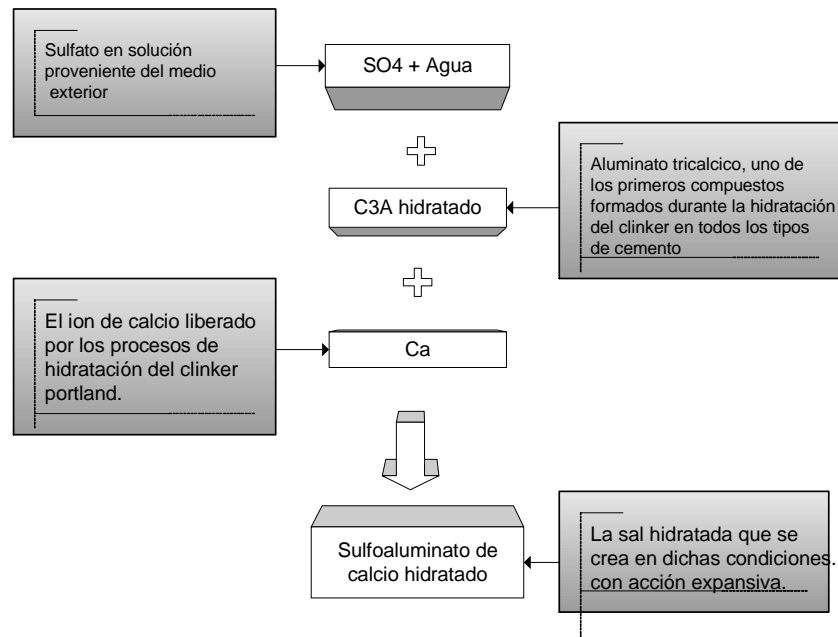 Sulfato en solución
proveniente del medio
exterior
SO4 + Agua
Aluminato tricalcico, uno de
los primeros compuestos
formados durante la hidratación
del clinker en todos los tipos
de cemento
C3A hidratado
El ion de calcio liberado
por los procesos de
hidratación del clinker
portland.
Ca
Sulfoaluminato de
calcio hidratado
La sal hidratada que se
crea en dichas condiciones.
con acción expansiva.